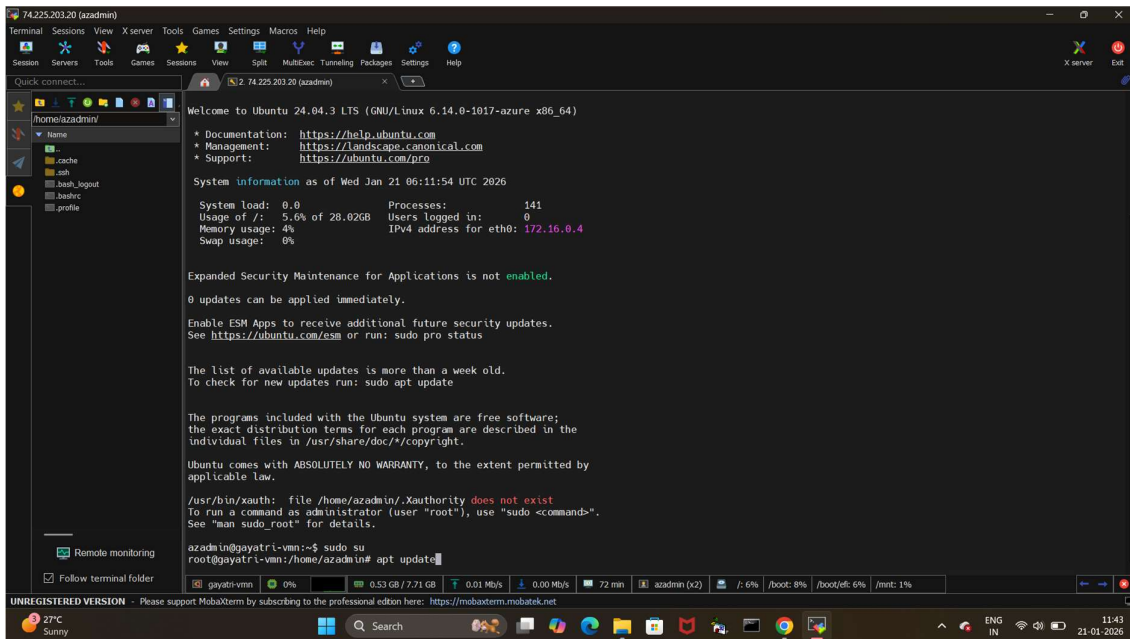 74.225.203.20 (azadmin)
Terminal Sessions View X server Tools Games Settings Macros Help
Session Servers Tools Games Sessions View Split MultiExec Tunneling Packages Settings Help X server Exit
Quick connect...
2. 74.225.203.20 (azadmin)
/home/azadmin/
Name
..
.cache
.ssh
.bash_logout
.bashrc
.profile
Welcome to Ubuntu 24.04.3 LTS (GNU/Linux 6.14.0-1017-azure x86_64)
* Documentation: https://help.ubuntu.com
* Management: https://landscape.canonical.com
* Support: https://ubuntu.com/pro
System information as of Wed Jan 21 06:11:54 UTC 2026
System load: 0.0 Processes: 141
Usage of /: 5.6% of 28.02GB Users logged in: 0
Memory usage: 4% IPv4 address for eth0: 172.16.0.4
Swap usage: 0%
Expanded Security Maintenance for Applications is not enabled.
0 updates can be applied immediately.
Enable ESM Apps to receive additional future security updates.
See https://ubuntu.com/esm or run: sudo pro status
The list of available updates is more than a week old.
To check for new updates run: sudo apt update
The programs included with the Ubuntu system are free software;
the exact distribution terms for each program are described in the
individual files in /usr/share/doc/*/copyright.
Ubuntu comes with ABSOLUTELY NO WARRANTY, to the extent permitted by
applicable law.
/usr/bin/xauth: file /home/azadmin/.Xauthority does not exist
To run a command as administrator (user "root"), use "sudo <command>".
See "man sudo_root" for details.
azadmin@gayatri-vmn:~$ sudo su
root@gayatri-vmn:/home/azadmin# apt update
Remote monitoring
Follow terminal folder
gayatri-vmn 0% 0.53 GB / 7.71 GB 0.01 Mb/s 0.00 Mb/s 72 min azadmin (x2) /: 6% /boot: 8% /boot/efi: 6% /mnt: 1%
UNREGISTERED VERSION - Please support MobaXterm by subscribing to the professional edition here: https://mobaxterm.mobatek.net
3
27°C
Sunny
Search
ENG
IN
11:43
21-01-2026